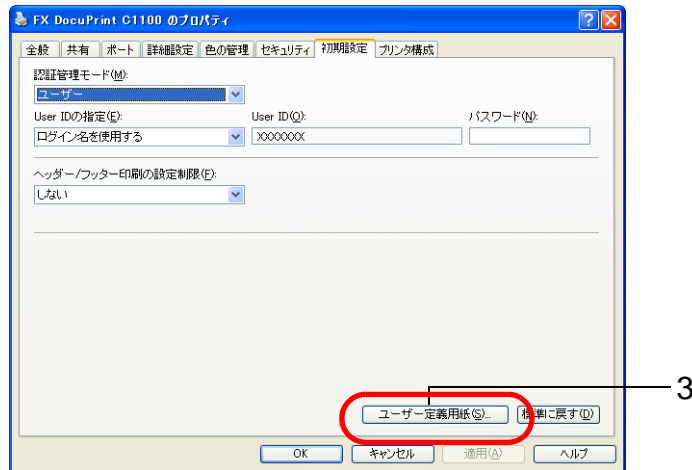 FX DocuPrint C1100 のプロパティ
全般 共有 ポート 詳細設定 色の管理 セキュリティ 初期設定 プリンタ構成
認証管理モード(M):
ユーザー
User IDの指定(E): User ID(O): パスワード(N):
ログイン名を使用する XXXXXXX
ヘッダー/フッター印刷の設定制限(F):
しない
3
ユーザー定義用紙(S)... 標準に戻す(D)
OK キャンセル 適用(A) ヘルプ